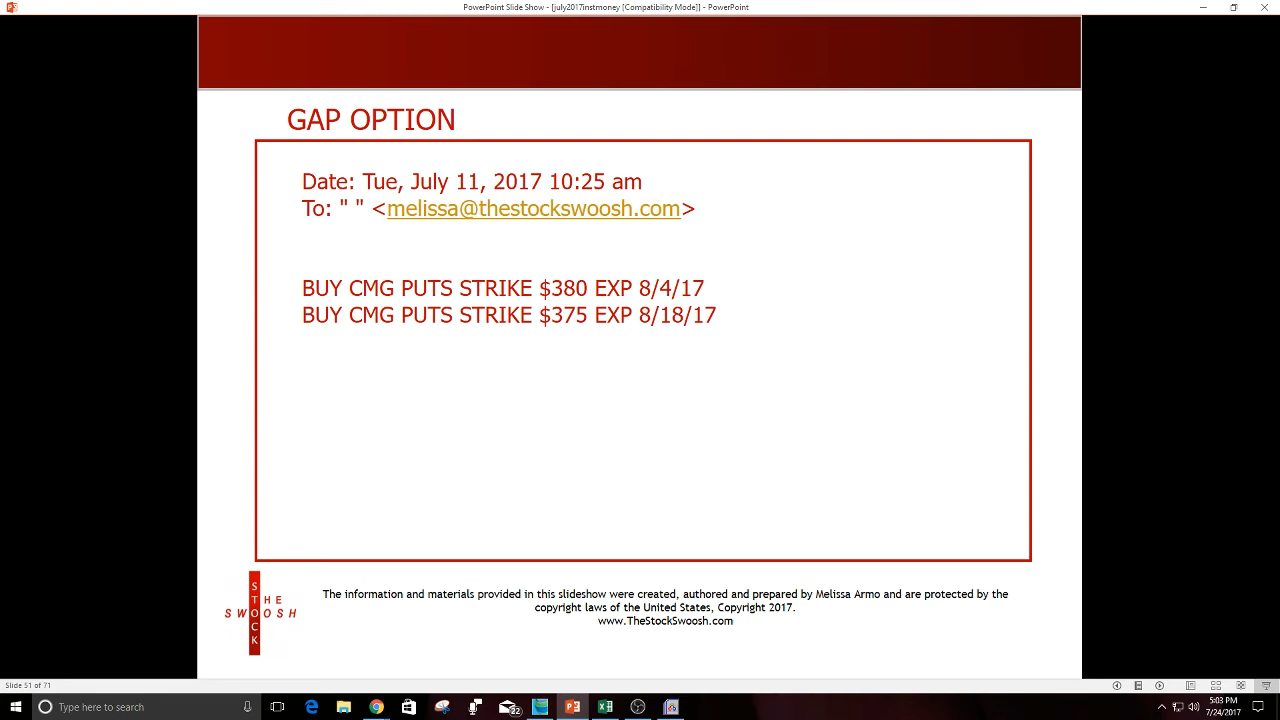 PowerPoint Slide Show - [july2017instmoney [Compatibility Mode]] - PowerPoint
GAP OPTION
Date: Tue, July 11, 2017 10:25 am
To: " " <melissa@thestockswoosh.com>
BUY CMG PUTS STRIKE $380 EXP 8/4/17
BUY CMG PUTS STRIKE $375 EXP 8/18/17
THE
STOCK
SWOOSH
The information and materials provided in this slideshow were created, authored and prepared by Melissa Armo and are protected by the
copyright laws of the United States, Copyright 2017.
www.TheStockSwoosh.com
Slide 51 of 71
Type here to search
22
5:03 PM
7/24/2017